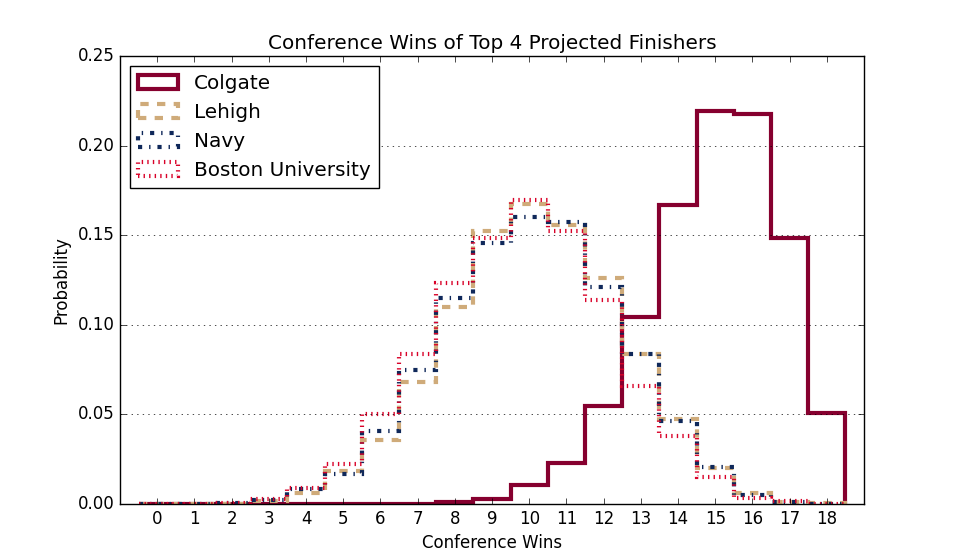 Conference Wins of Top 4 Projected Finishers
0.25
0.20
0.15
0.10
0.05
0.00
Probability
Colgate
Lehigh
Navy
Boston University
0 1 2 3 4 5 6 7 8 9 10 11 12 13 14 15 16 17 18
Conference Wins